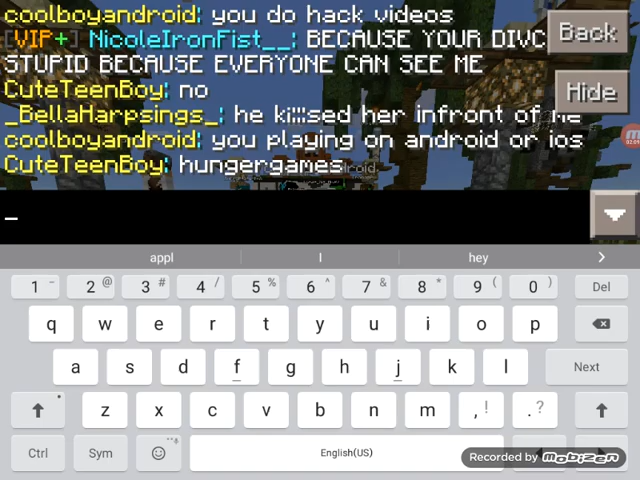 coolboyandroid: you do hack videos
[VIP+] NicoleIronFist__: BECAUSE YOUR DIVC
STUPID BECAUSE EVERYONE CAN SEE ME
CuteTeenBoy: no
_BellaHarpsings_: he ki::sed her infront of me
coolboyandroid: you playing on android or ios
CuteTeenBoy: hungergames
Back
Hide
_
appl I hey >
1 - 2 @ 3 # 4 / 5 % 6 ^ 7 & 8 * 9 ( 0 ) Del
q w e r t y u i o p
a s d f g h j k l Next
z x c v b n m , ! . ?
Ctrl Sym English(US)
Recorded by mobizen